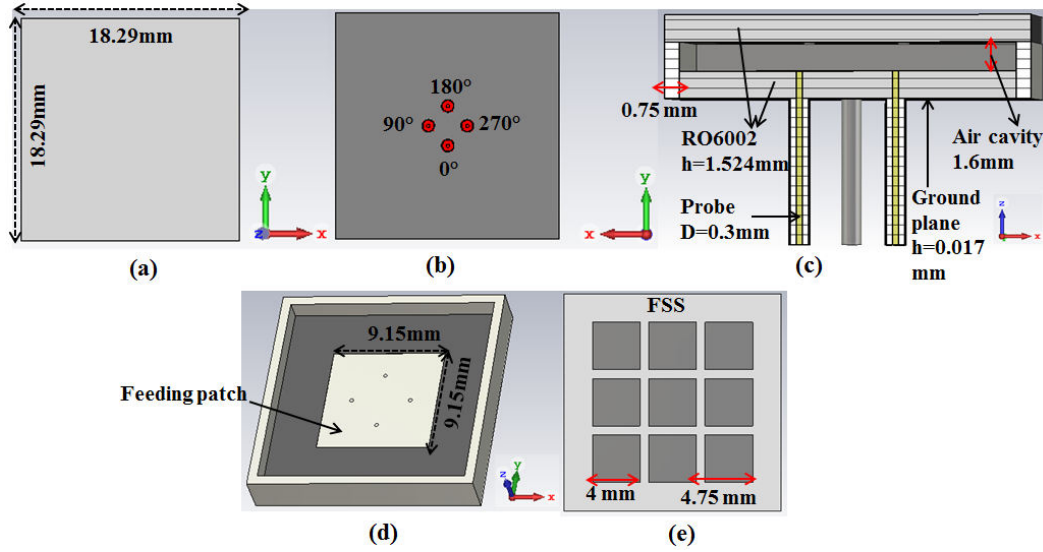 18.29mm
18.29mm
y
z
x
(a)
180°
90°
270°
0°
y
x
(b)
0.75 mm
RO6002
h=1.524mm
Air cavity
1.6mm
Probe
D=0.3mm
Ground
plane
h=0.017
mm
z
x
(c)
9.15mm
9.15mm
Feeding patch
z
y
x
(d)
FSS
4 mm
4.75 mm
(e)